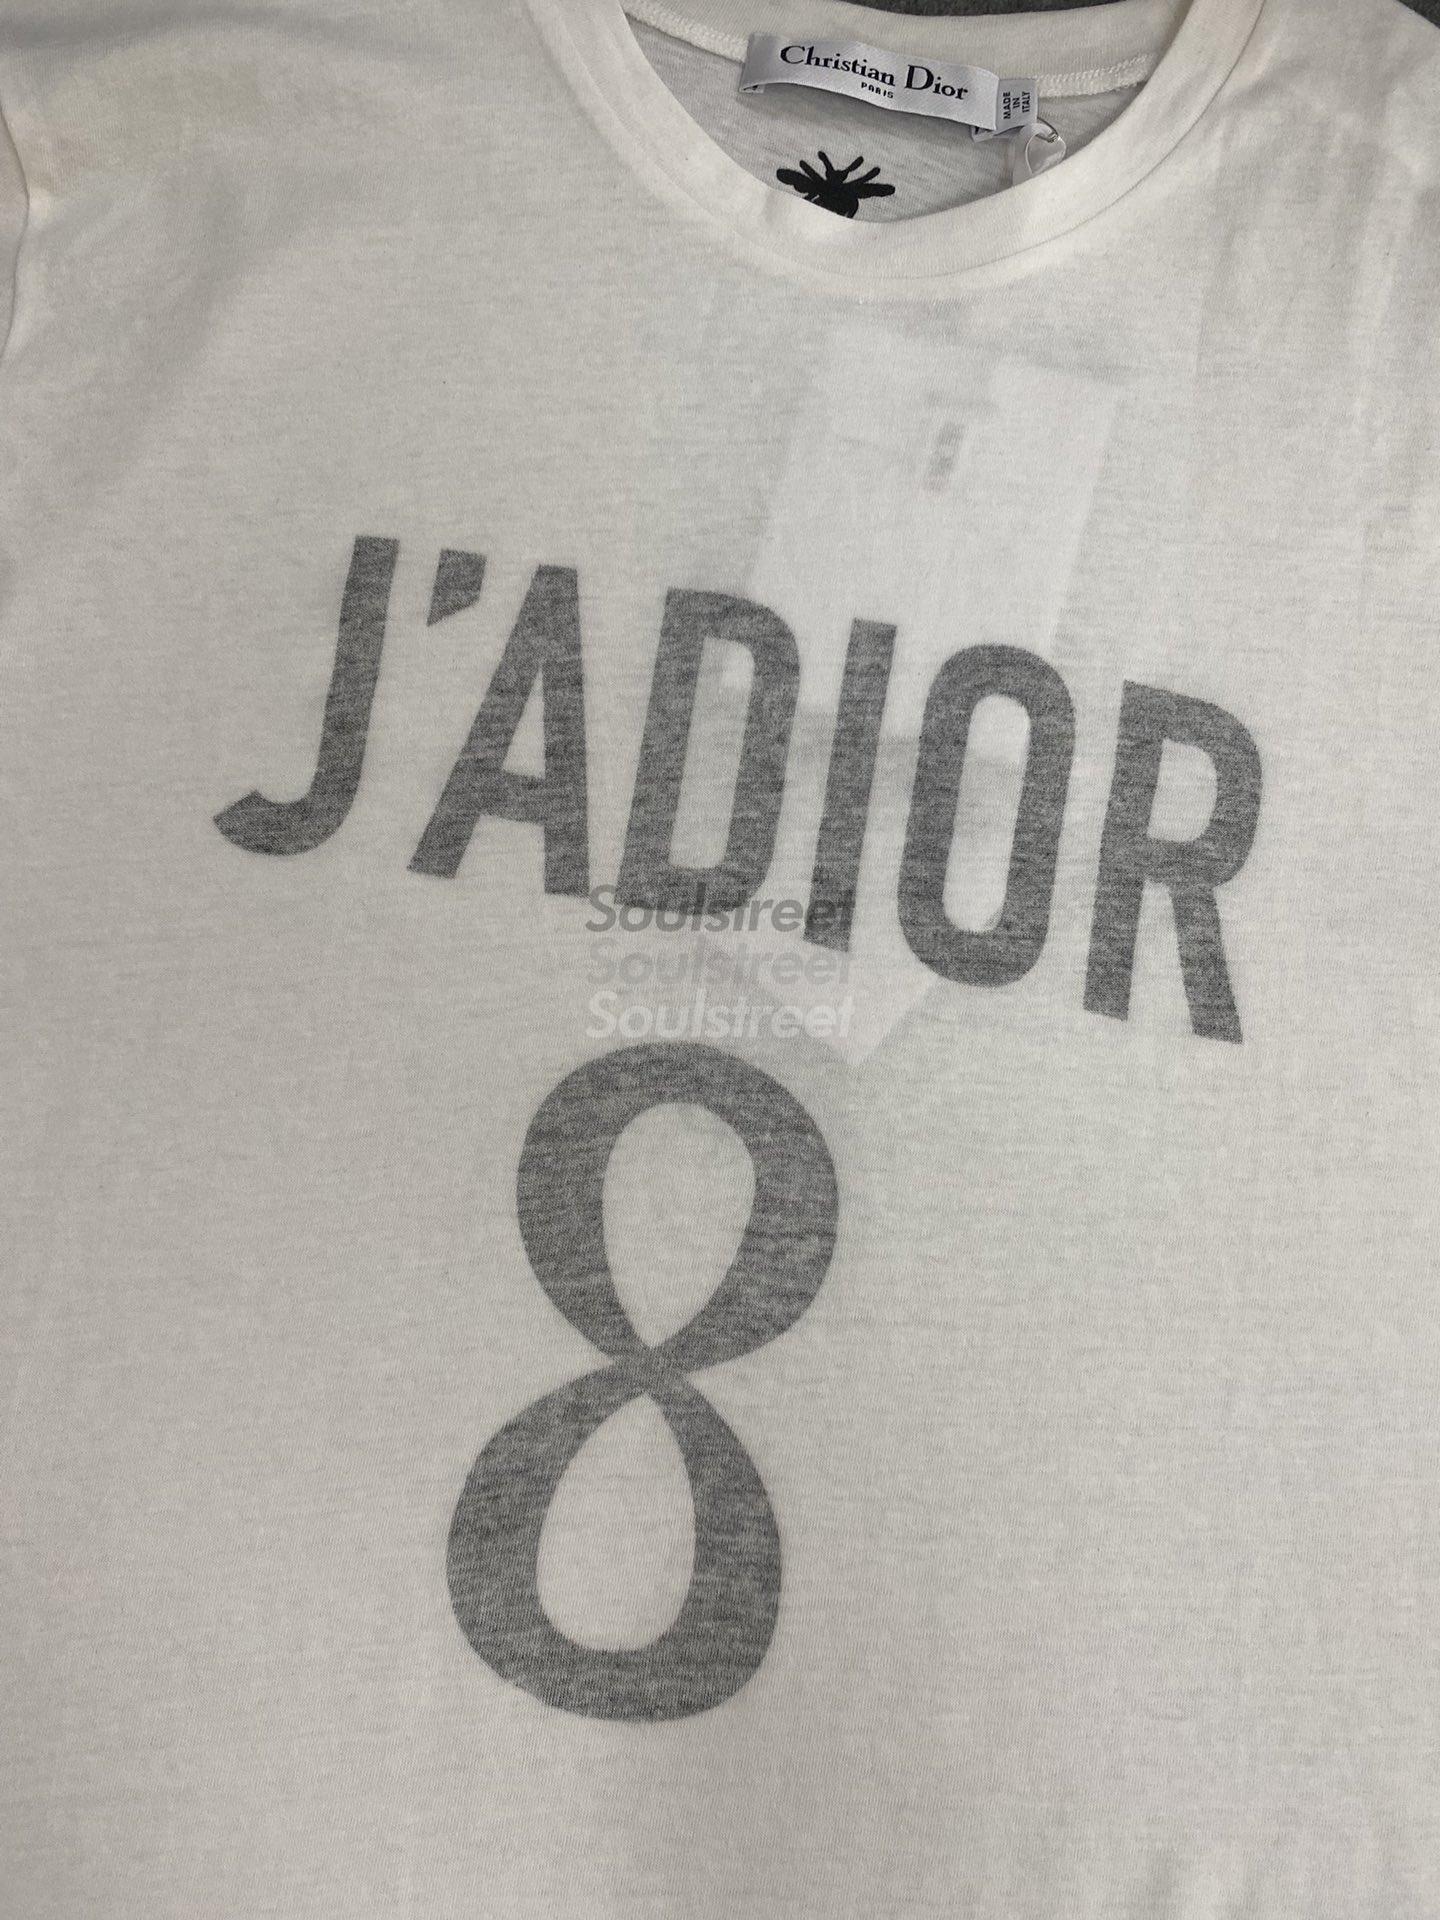 Christian Dior
PARIS
MADE
IN
ITALY
J'ADIOR
Soulstreet
Soulstreet
Soulstreet
8